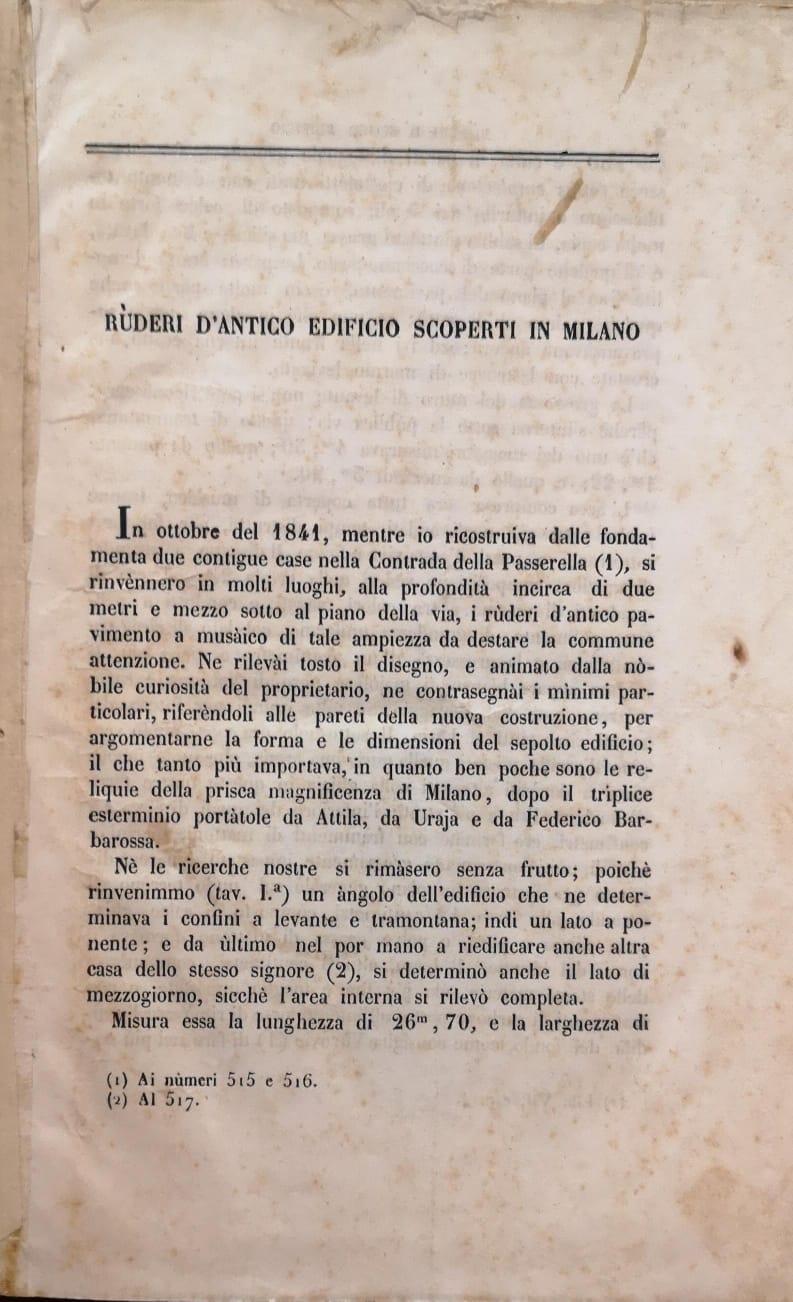 RÙDERI D'ANTICO EDIFICIO SCOPERTI IN MILANO
In ottobre del 1841, mentre io ricostruiva dalle fonda-
menta due contigue case nella Contrada della Passerella (1), si
rinvènnero in molti luoghi, alla profondità incirca di due
metri e mezzo sotto al piano della via, i rùderi d'antico pa-
vimento a musàico di tale ampiezza da destare la commune
attenzione. Ne rilevài tosto il disegno, e animato dalla nò-
bile curiosità del proprietario, ne contrasegnài i mìnimi par-
ticolari, riferèndoli alle pareti della nuova costruzione, per
argomentarne la forma e le dimensioni del sepolto edificio;
il che tanto più importava, in quanto ben poche sono le re-
liquie della prisca magnificenza di Milano, dopo il trìplice
esterminio portàtole da Attila, da Uraja e da Federico Bar-
barossa.
Nè le ricerche nostre si rimàsero senza frutto; poichè
rinvenimmo (tav. I.ª) un àngolo dell'edificio che ne deter-
minava i confini a levante e tramontana; indi un lato a po-
nente; e da ùltimo nel por mano a riedificare anche altra
casa dello stesso signore (2), si determinò anche il lato di
mezzogiorno, sicchè l'area interna si rilevò completa.
Misura essa la lunghezza di 26ᵐ, 70, e la larghezza di
(1) Ai nùmeri 515 e 516.
(2) Al 517.